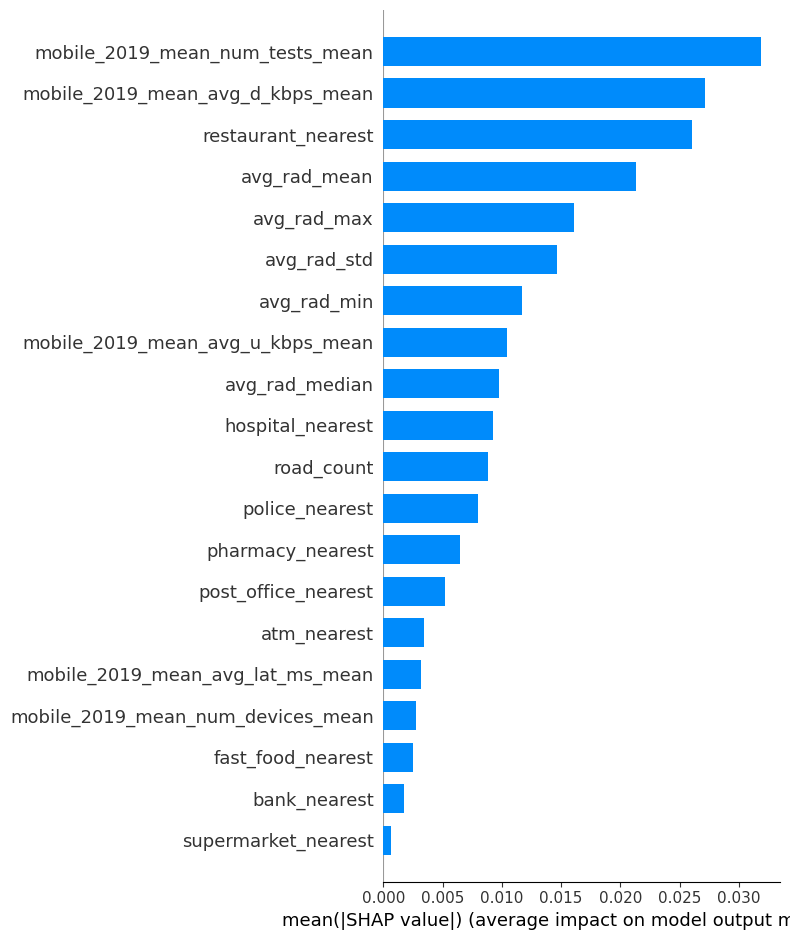 mobile_2019_mean_num_tests_mean
mobile_2019_mean_avg_d_kbps_mean
restaurant_nearest
avg_rad_mean
avg_rad_max
avg_rad_std
avg_rad_min
mobile_2019_mean_avg_u_kbps_mean
avg_rad_median
hospital_nearest
road_count
police_nearest
pharmacy_nearest
post_office_nearest
atm_nearest
mobile_2019_mean_avg_lat_ms_mean
mobile_2019_mean_num_devices_mean
fast_food_nearest
bank_nearest
supermarket_nearest
0.000 0.005 0.010 0.015 0.020 0.025 0.030
mean(|SHAP value|) (average impact on model output m